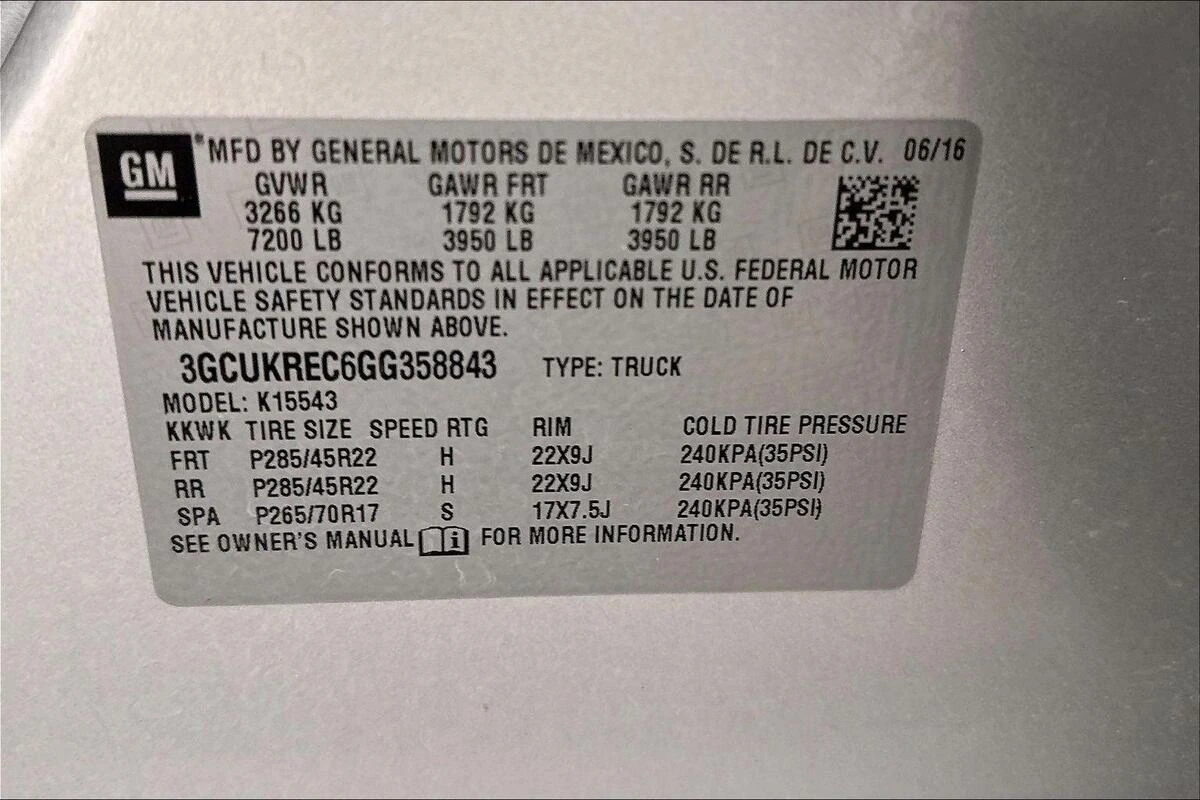 GM
*MFD BY GENERAL MOTORS DE MEXICO, S. DE R.L. DE C.V. 06/16
GVWR GAWR FRT GAWR RR
3266 KG 1792 KG 1792 KG
7200 LB 3950 LB 3950 LB
THIS VEHICLE CONFORMS TO ALL APPLICABLE U.S. FEDERAL MOTOR
VEHICLE SAFETY STANDARDS IN EFFECT ON THE DATE OF
MANUFACTURE SHOWN ABOVE.
3GCUKREC6GG358843 TYPE: TRUCK
MODEL: K15543
KKWK TIRE SIZE SPEED RTG RIM COLD TIRE PRESSURE
FRT P285/45R22 H 22X9J 240KPA(35PSI)
RR P285/45R22 H 22X9J 240KPA(35PSI)
SPA P265/70R17 S 17X7.5J 240KPA(35PSI)
SEE OWNER'S MANUAL i FOR MORE INFORMATION.